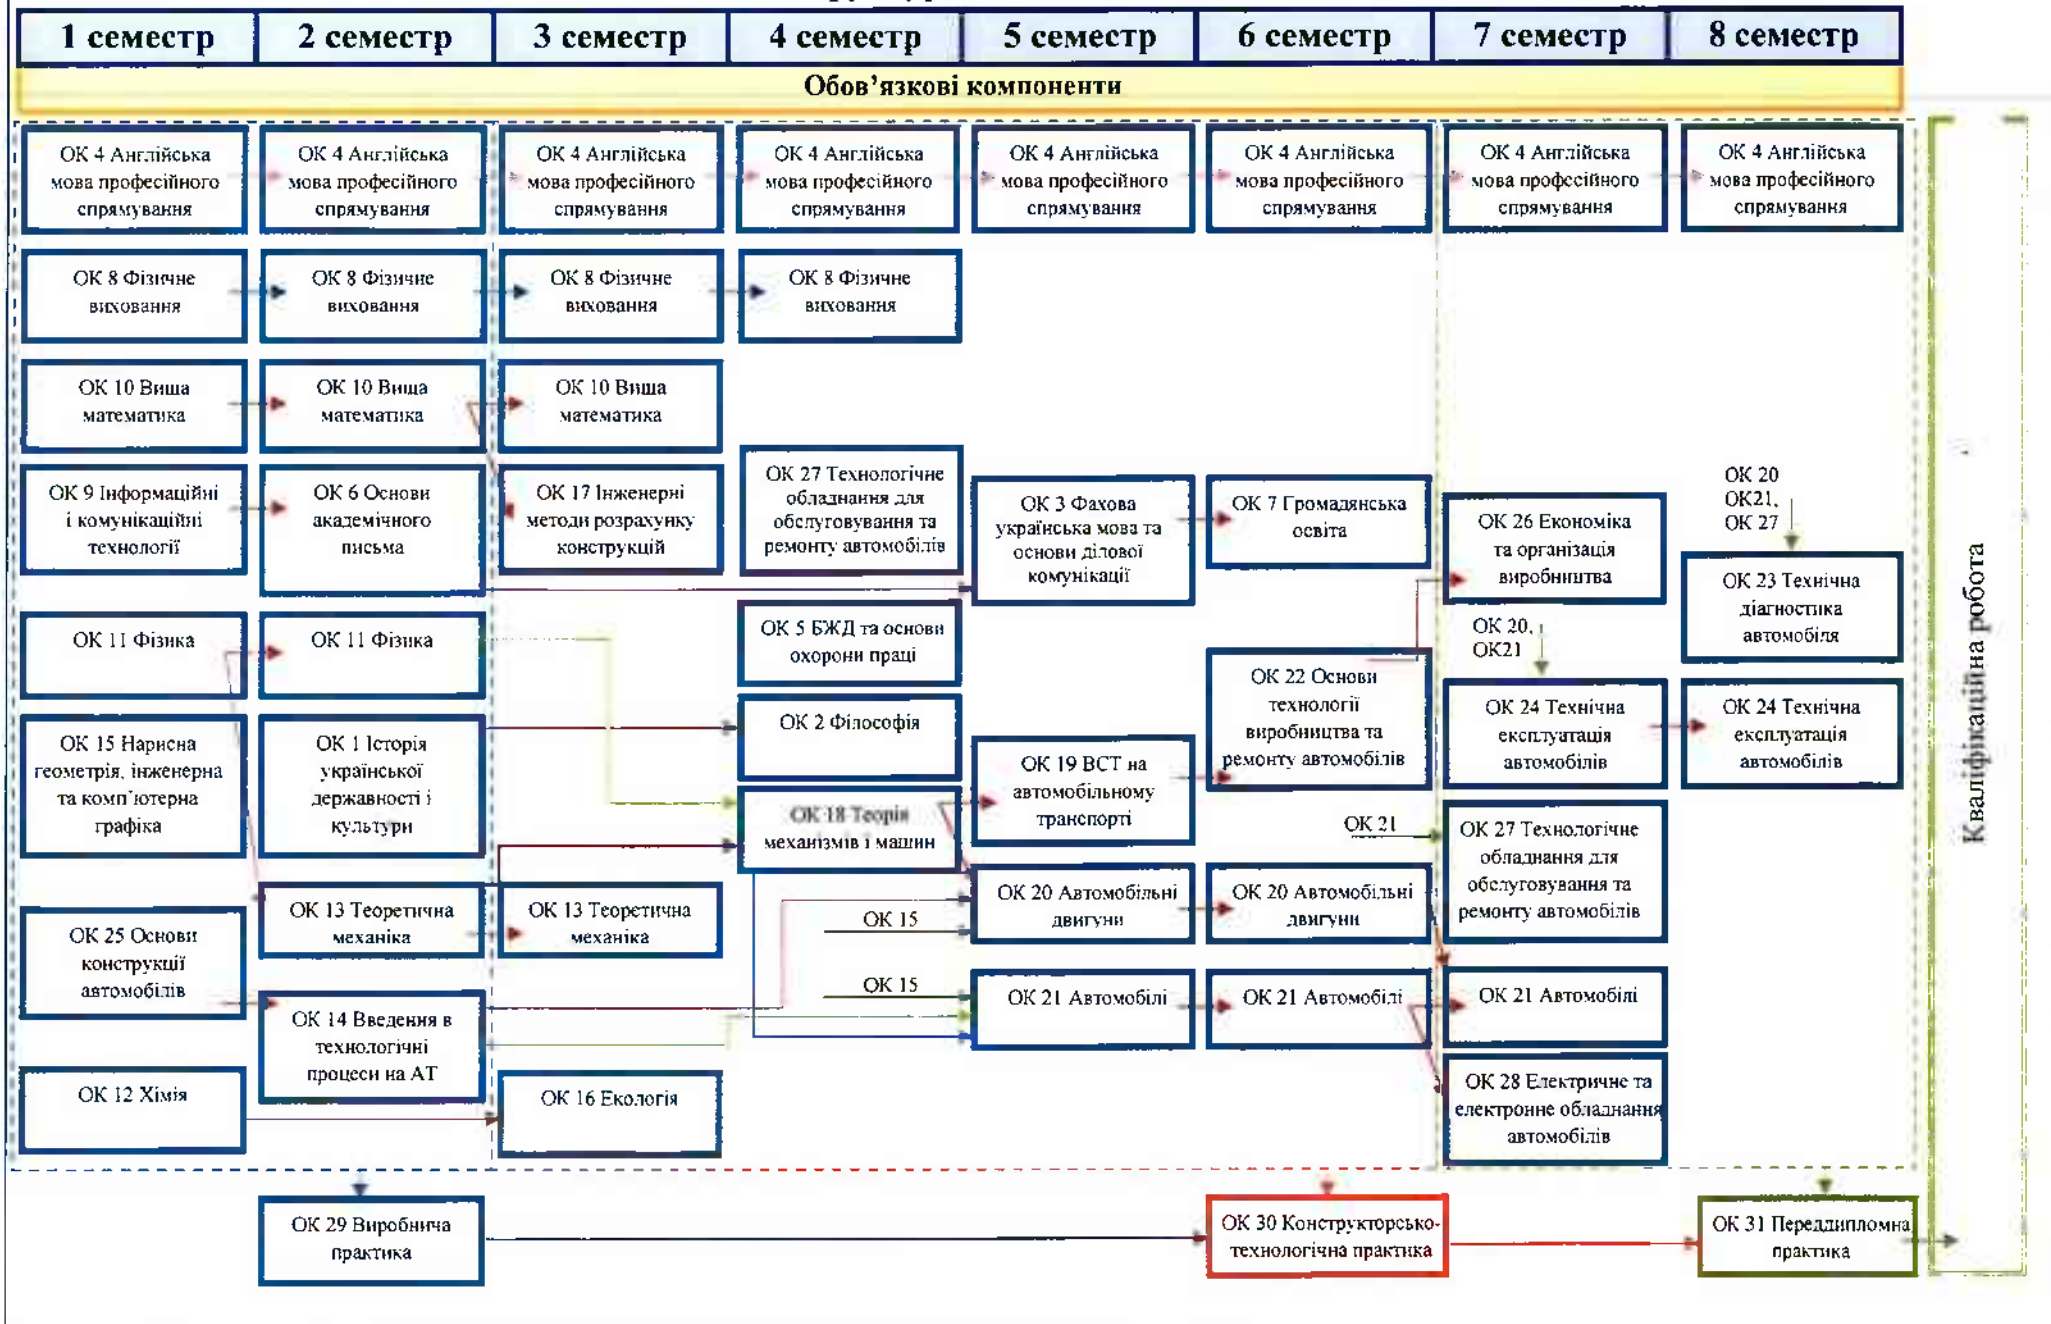 1 семестр
2 семестр
3 семестр
4 семестр
5 семестр
6 семестр
7 семестр
8 семестр
Обов’язкові компоненти
ОК 4 Англійська
мова професійного
спрямування
ОК 4 Англійська
мова професійного
спрямування
ОК 4 Англійська
мова професійного
спрямування
ОК 4 Англійська
мова професійного
спрямування
ОК 4 Англійська
мова професійного
спрямування
ОК 4 Англійська
мова професійного
спрямування
ОК 4 Англійська
мова професійного
спрямування
ОК 4 Англійська
мова професійного
спрямування
ОК 8 Фізичне
виховання
ОК 8 Фізичне
виховання
ОК 8 Фізичне
виховання
ОК 8 Фізичне
виховання
ОК 10 Вища
математика
ОК 10 Вища
математика
ОК 10 Вища
математика
ОК 9 Інформаційні
і комунікаційні
технології
ОК 6 Основи
академічного
письма
ОК 17 Інженерні
методи розрахунку
конструкцій
ОК 27 Технологічне
обладнання для
обслуговування та
ремонту автомобілів
ОК 3 Фахова
українська мова та
основи ділової
комунікації
ОК 7 Громадянська
освіта
ОК 26 Економіка
та організація
виробництва
ОК 20
ОК21,
ОК 27
ОК 23 Технічна
діагностика
автомобіля
ОК 11 Фізика
ОК 11 Фізика
ОК 5 БЖД та основи
охорони праці
ОК 20,
ОК21
ОК 15 Нарисна
геометрія, інженерна
та комп’ютерна
графіка
ОК 1 Історія
української
державності і
культури
ОК 2 Філософія
ОК 18 Теорія
механізмів і машин
ОК 19 ВСТ на
автомобільному
транспорті
ОК 22 Основи
технології
виробництва та
ремонту автомобілів
ОК 24 Технічна
експлуатація
автомобілів
ОК 24 Технічна
експлуатація
автомобілів
ОК 21
ОК 27 Технологічне
обладнання для
обслуговування та
ремонту автомобілів
ОК 25 Основи
конструкції
автомобілів
ОК 13 Теоретична
механіка
ОК 13 Теоретична
механіка
ОК 15
ОК 20 Автомобільні
двигуни
ОК 20 Автомобільні
двигуни
ОК 14 Введення в
технологічні
процеси на АТ
ОК 15
ОК 21 Автомобілі
ОК 21 Автомобілі
ОК 21 Автомобілі
ОК 12 Хімія
ОК 16 Екологія
ОК 28 Електричне та
електронне обладнання
автомобілів
ОК 29 Виробнича
практика
ОК 30 Конструкторсько-
технологічна практика
ОК 31 Переддипломна
практика
Кваліфікаційна робота